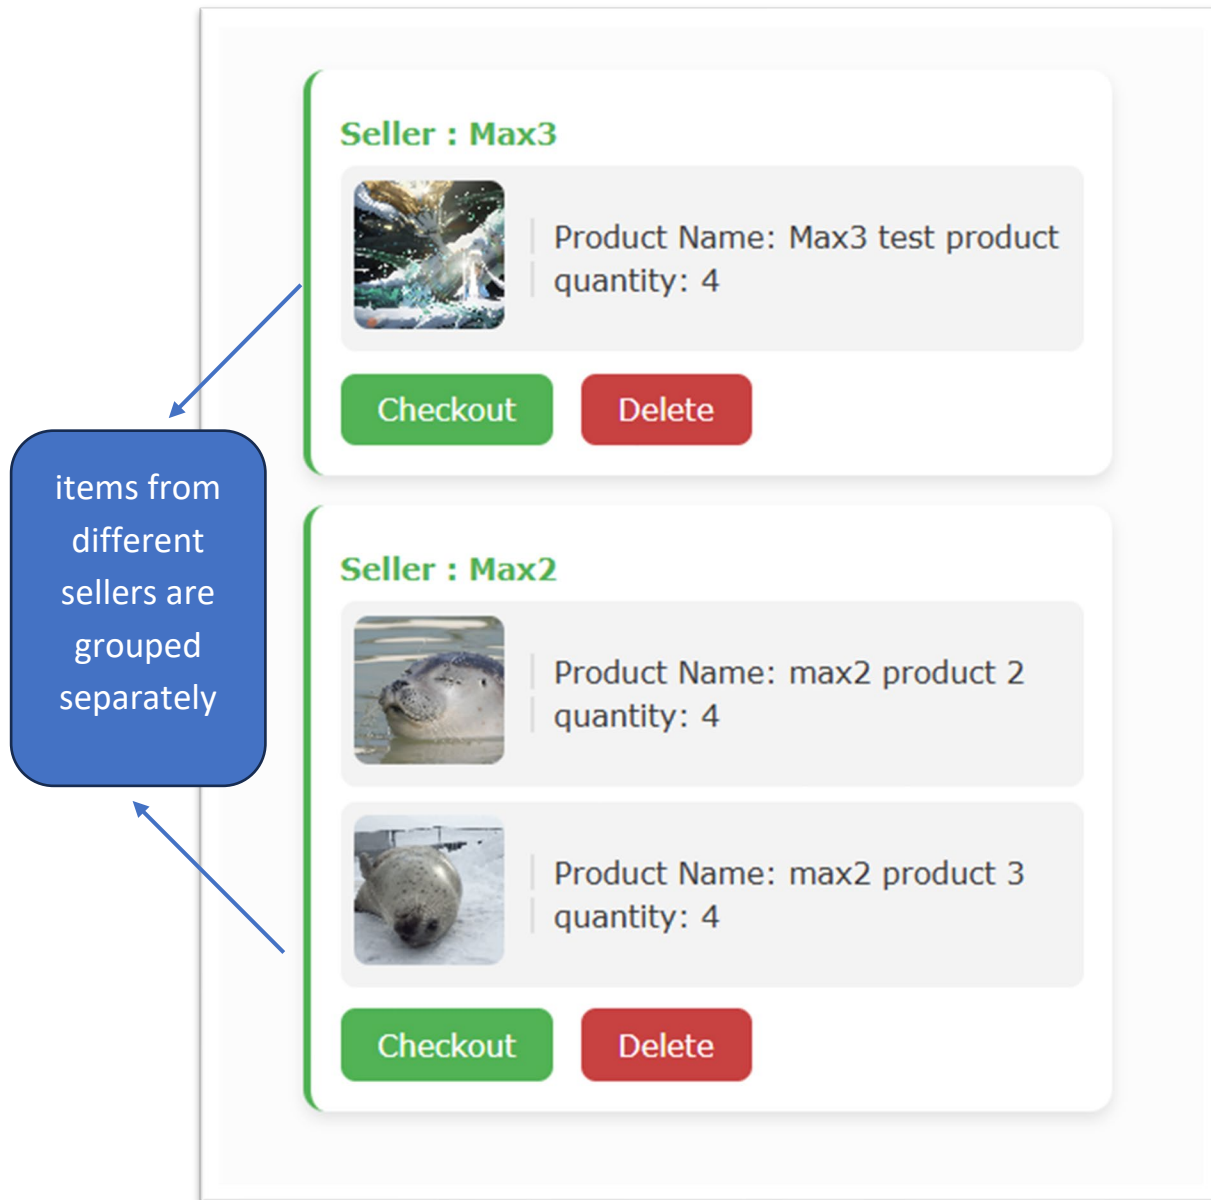 Seller : Max3
Product Name: Max3 test product
quantity: 4
Checkout
Delete
items from
different
sellers are
grouped
separately
Seller : Max2
Product Name: max2 product 2
quantity: 4
Product Name: max2 product 3
quantity: 4
Checkout
Delete